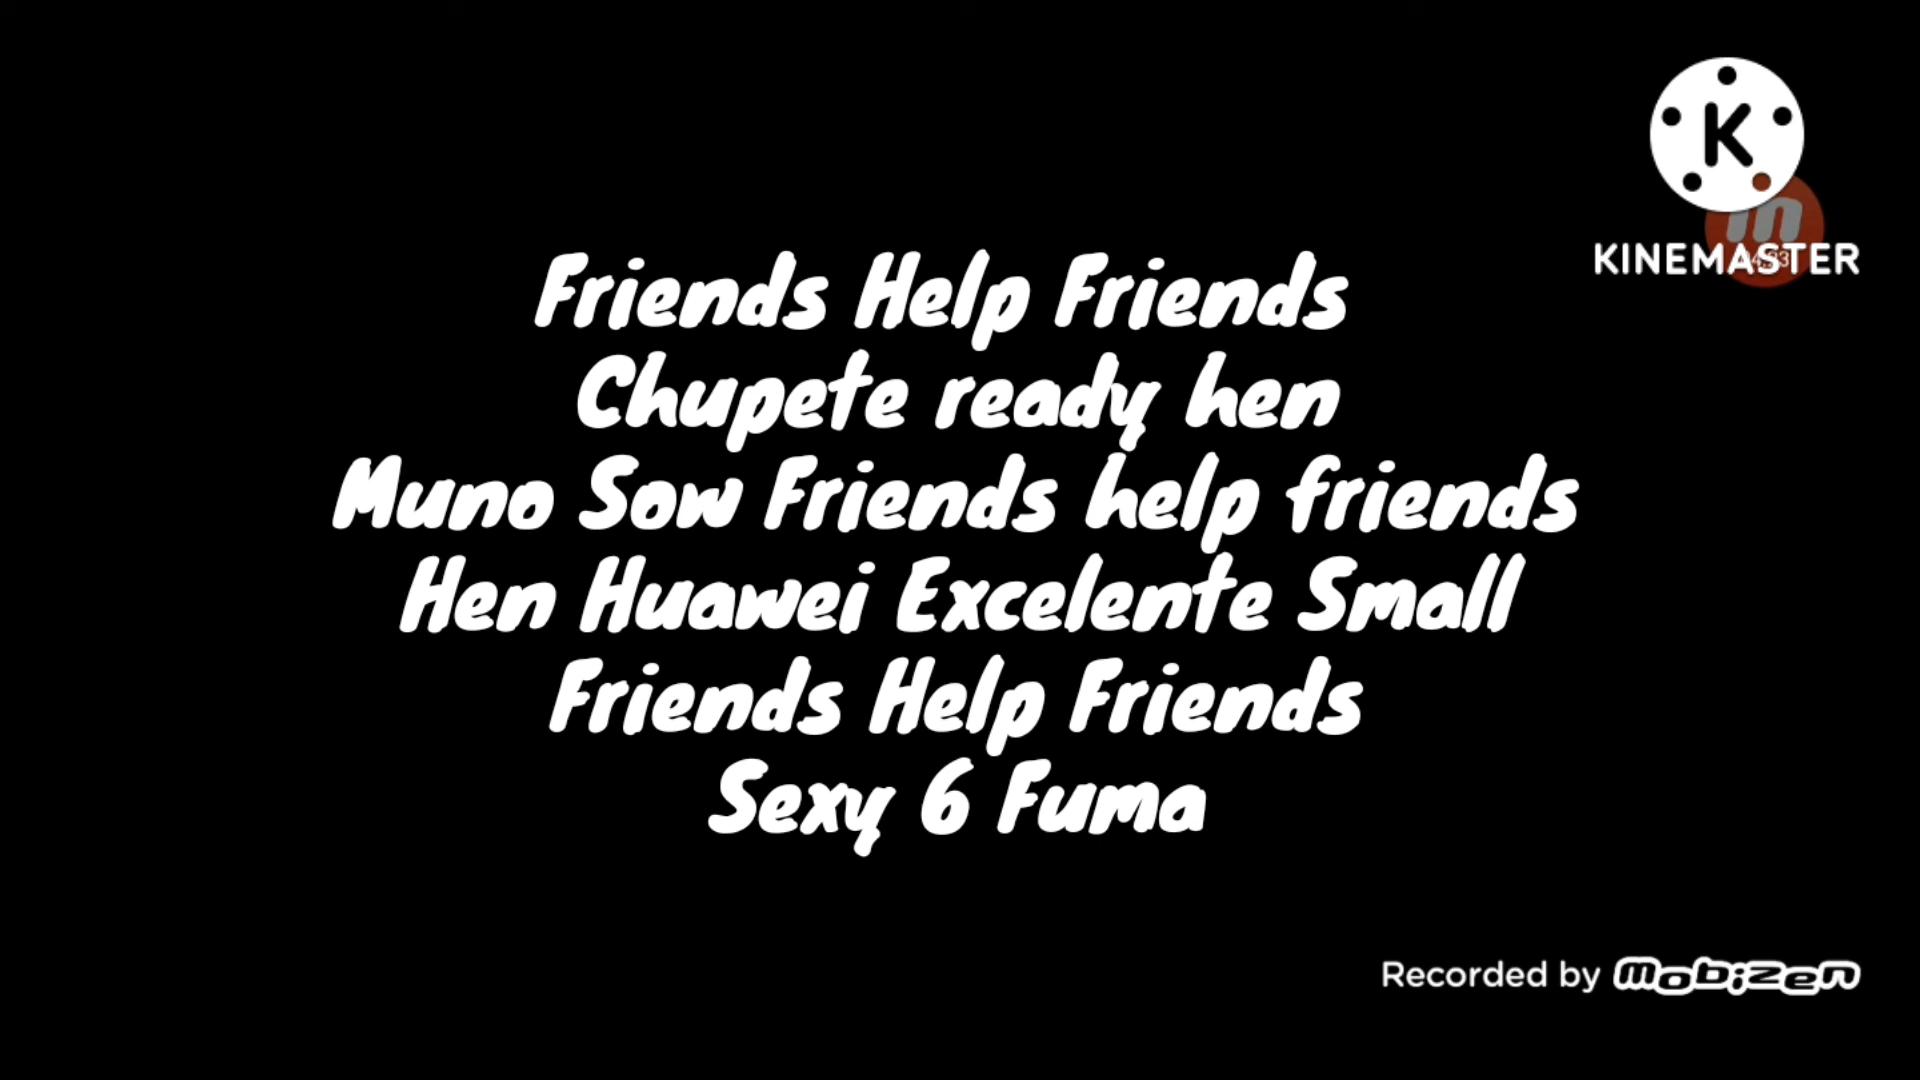 K
KINEMASTER
Friends Help Friends
Chupete ready hen
Muno Sow Friends help friends
Hen Huawei Excelente Small
Friends Help Friends
Sexy 6 Fuma
Recorded by mobizen